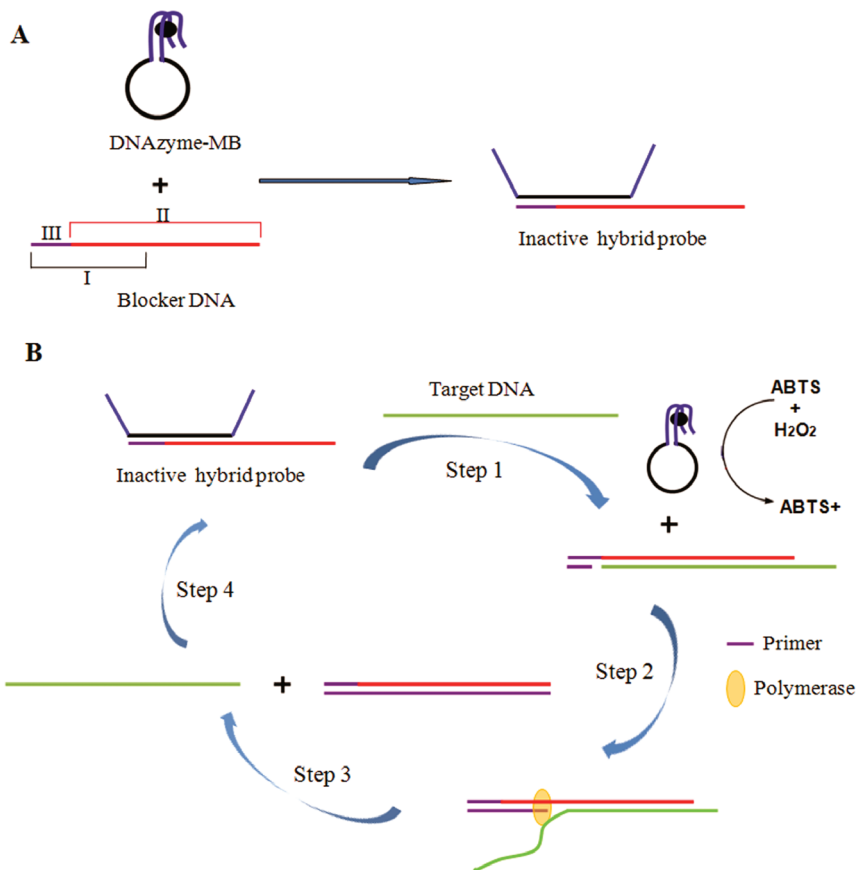 A
DNAzyme-MB
+
II
III
I
Blocker DNA
Inactive hybrid probe
B
Target DNA
ABTS
+
H2O2
Inactive hybrid probe
Step 1
ABTS+
+
Step 4
Step 2
Primer
+
Polymerase
Step 3